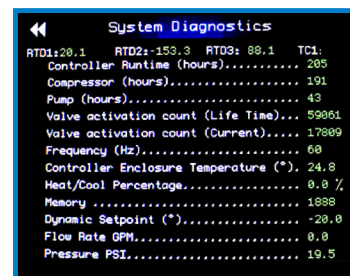 System Diagnostics
RTD1:20.1 RTD2:-153.3 RTD3: 88.1 TC1:
Controller Runtime (hours)........... 205
Compressor (hours)................... 191
Pump (hours)......................... 43
Valve activation count (Life Time)... 59061
Valve activation count (Current)..... 17809
Frequency (Hz)....................... 60
Controller Enclosure Temperature (°). 24.8
Heat/Cool Percentage................. 0.0 %
Memory .............................. 1888
Dynamic Setpoint (°)................. -20.0
Flow Rate GPM........................ 0.0
Pressure PSI......................... 19.5